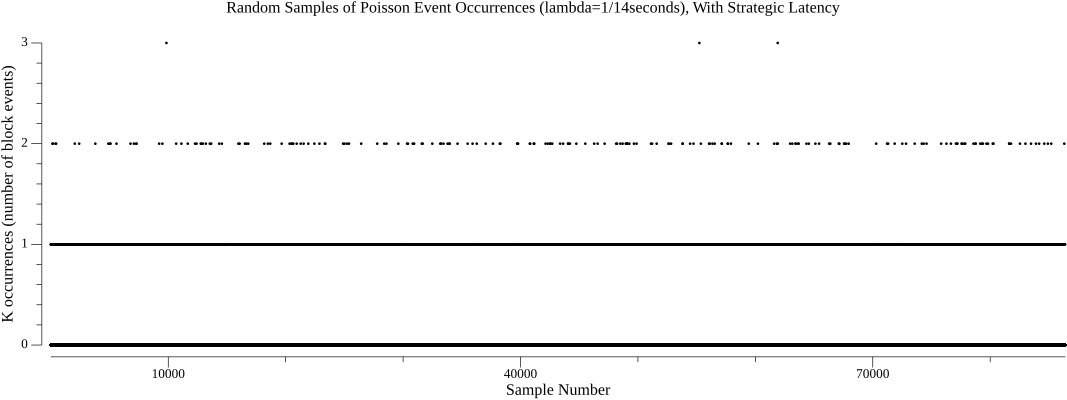 Random Samples of Poisson Event Occurrences (lambda=1/14seconds), With Strategic Latency
K occurrences (number of block events)
3
2
1
0
10000 40000 70000
Sample Number